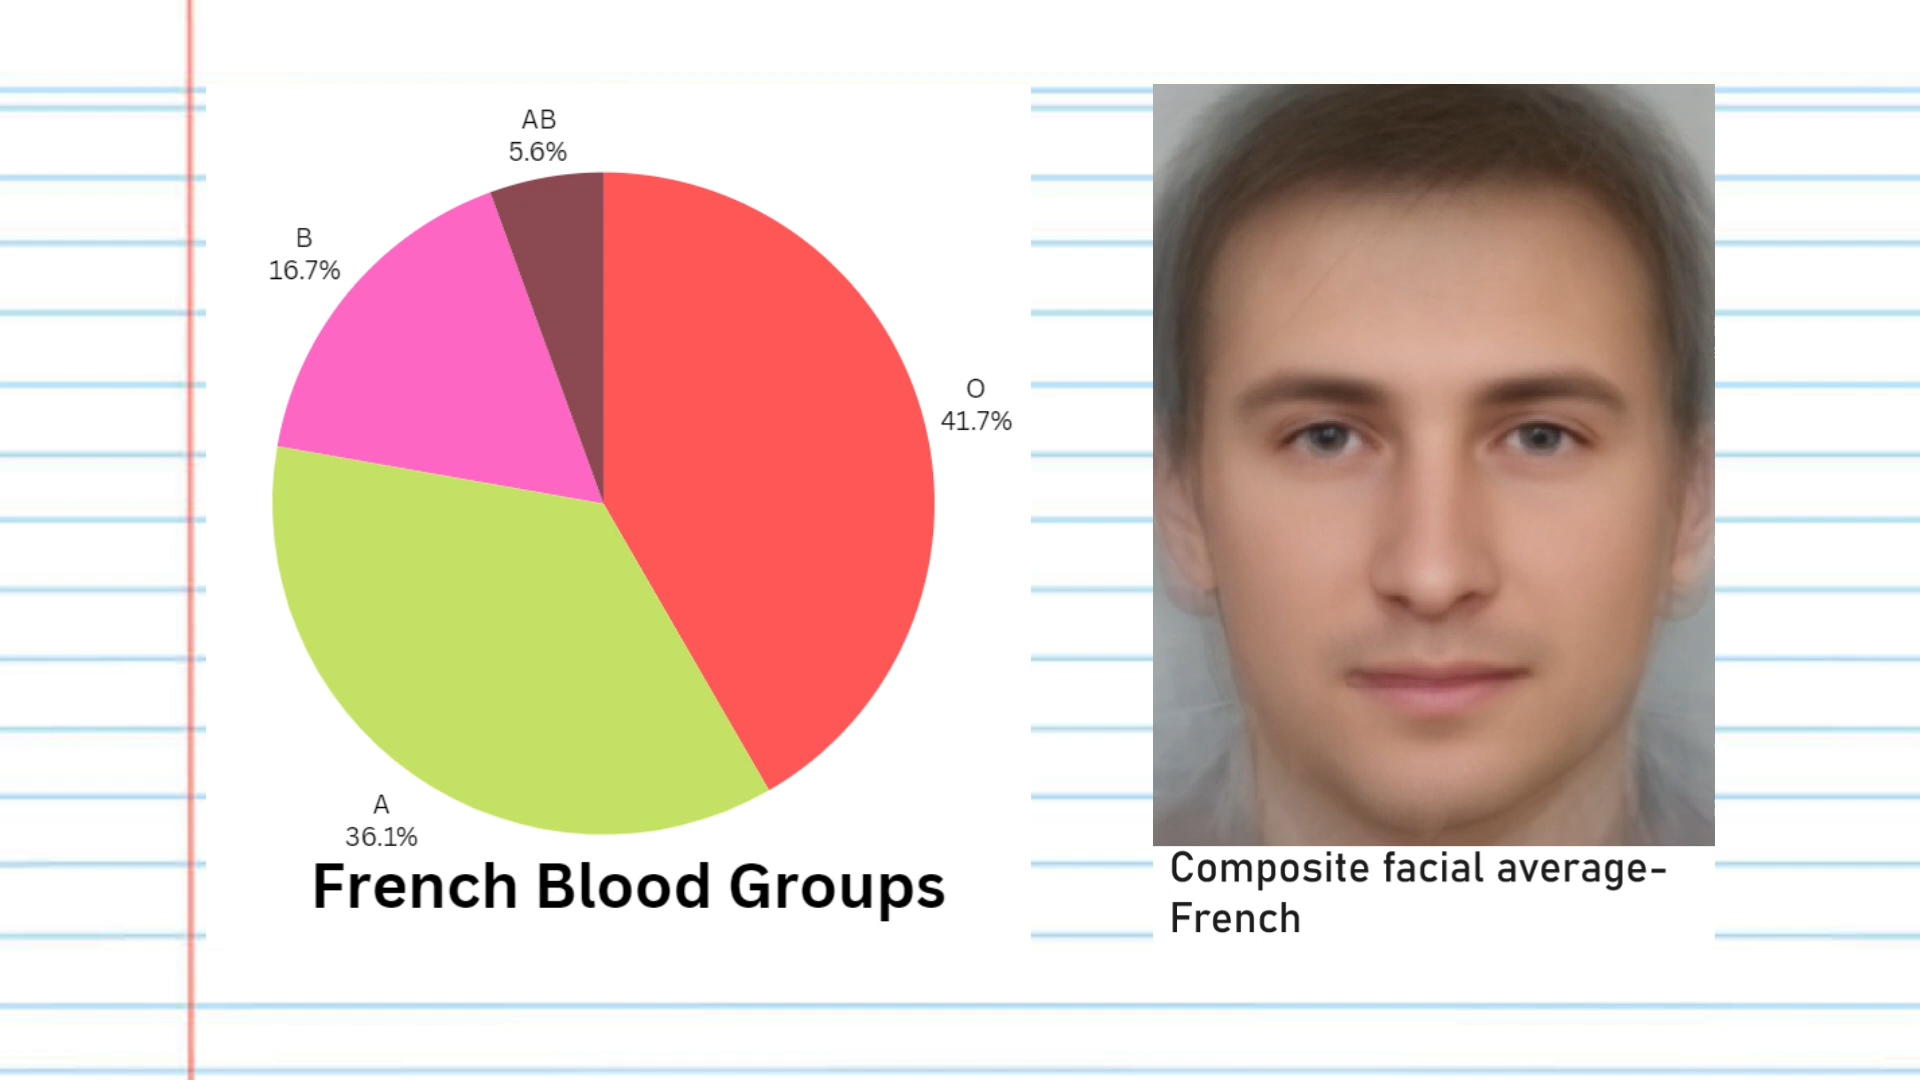 AB
5.6%
B
16.7%
O
41.7%
A
36.1%
French Blood Groups
Composite facial average-
French